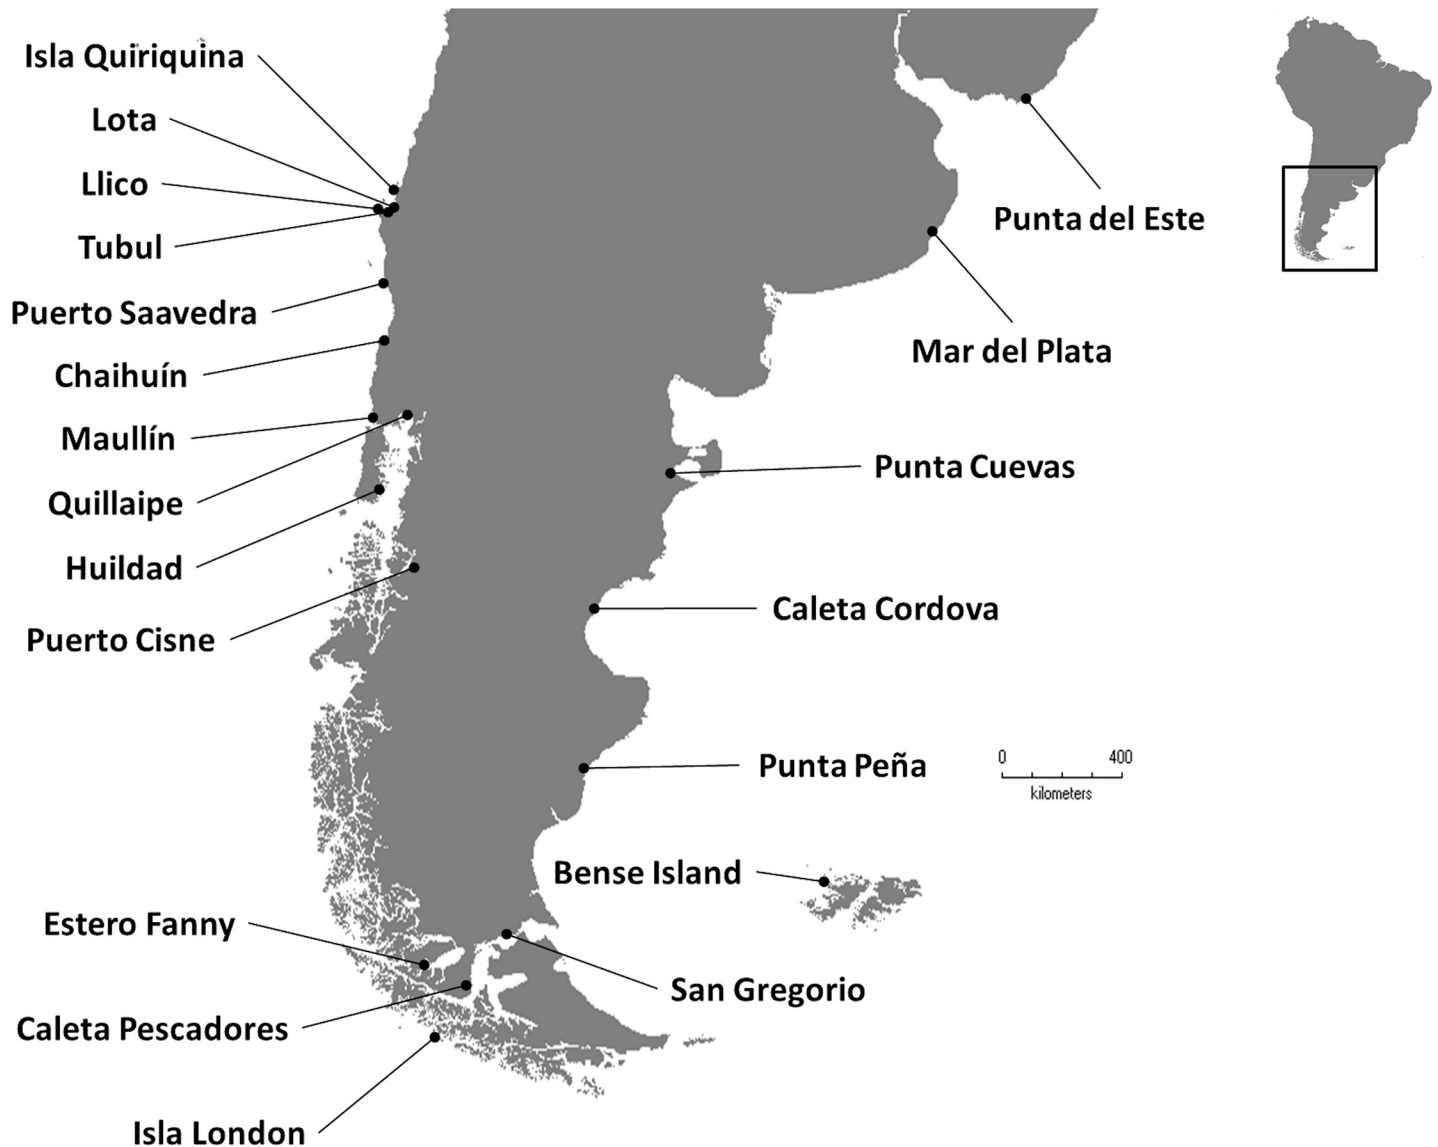 Isla Quiriquina
Lota
Llico
Tubul
Puerto Saavedra
Chaihuín
Maullín
Quillaipe
Huildad
Puerto Cisne
Estero Fanny
Caleta Pescadores
Isla London
Punta del Este
Mar del Plata
Punta Cuevas
Caleta Cordova
Punta Peña
0 400
kilometers
Bense Island
San Gregorio